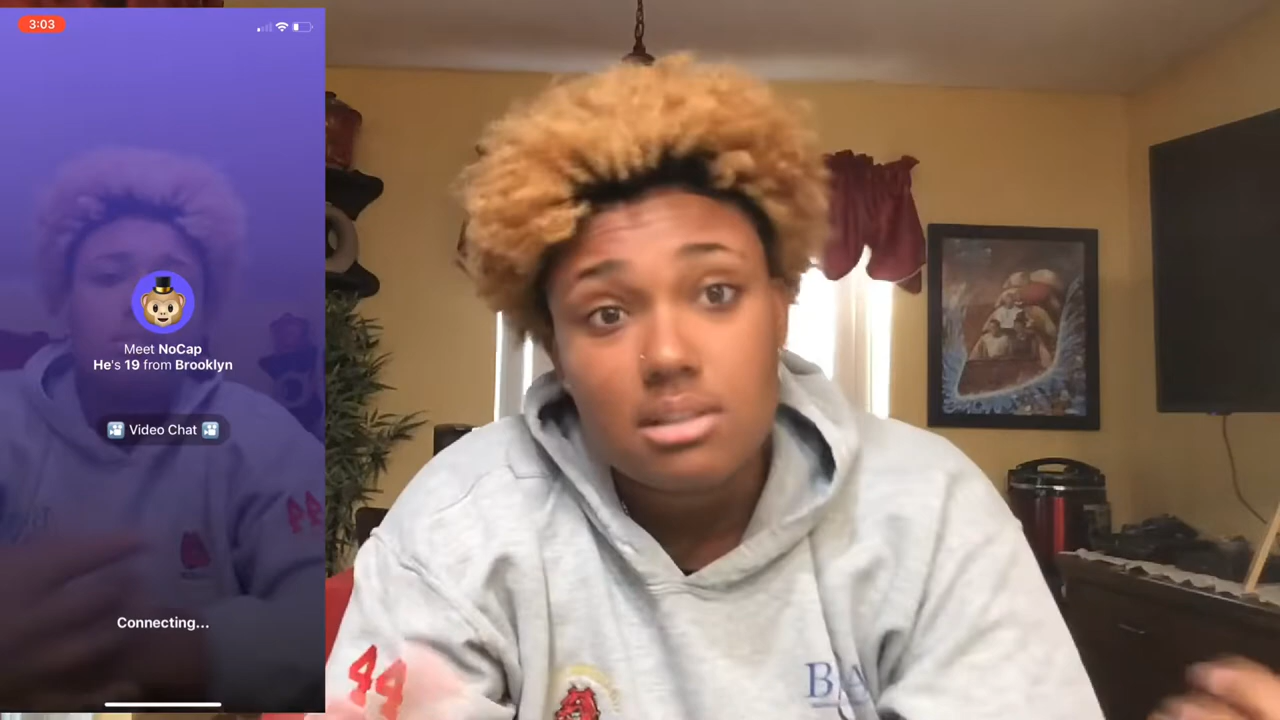 3:03
Meet NoCap
He's 19 from Brooklyn
Video Chat
Connecting...
44